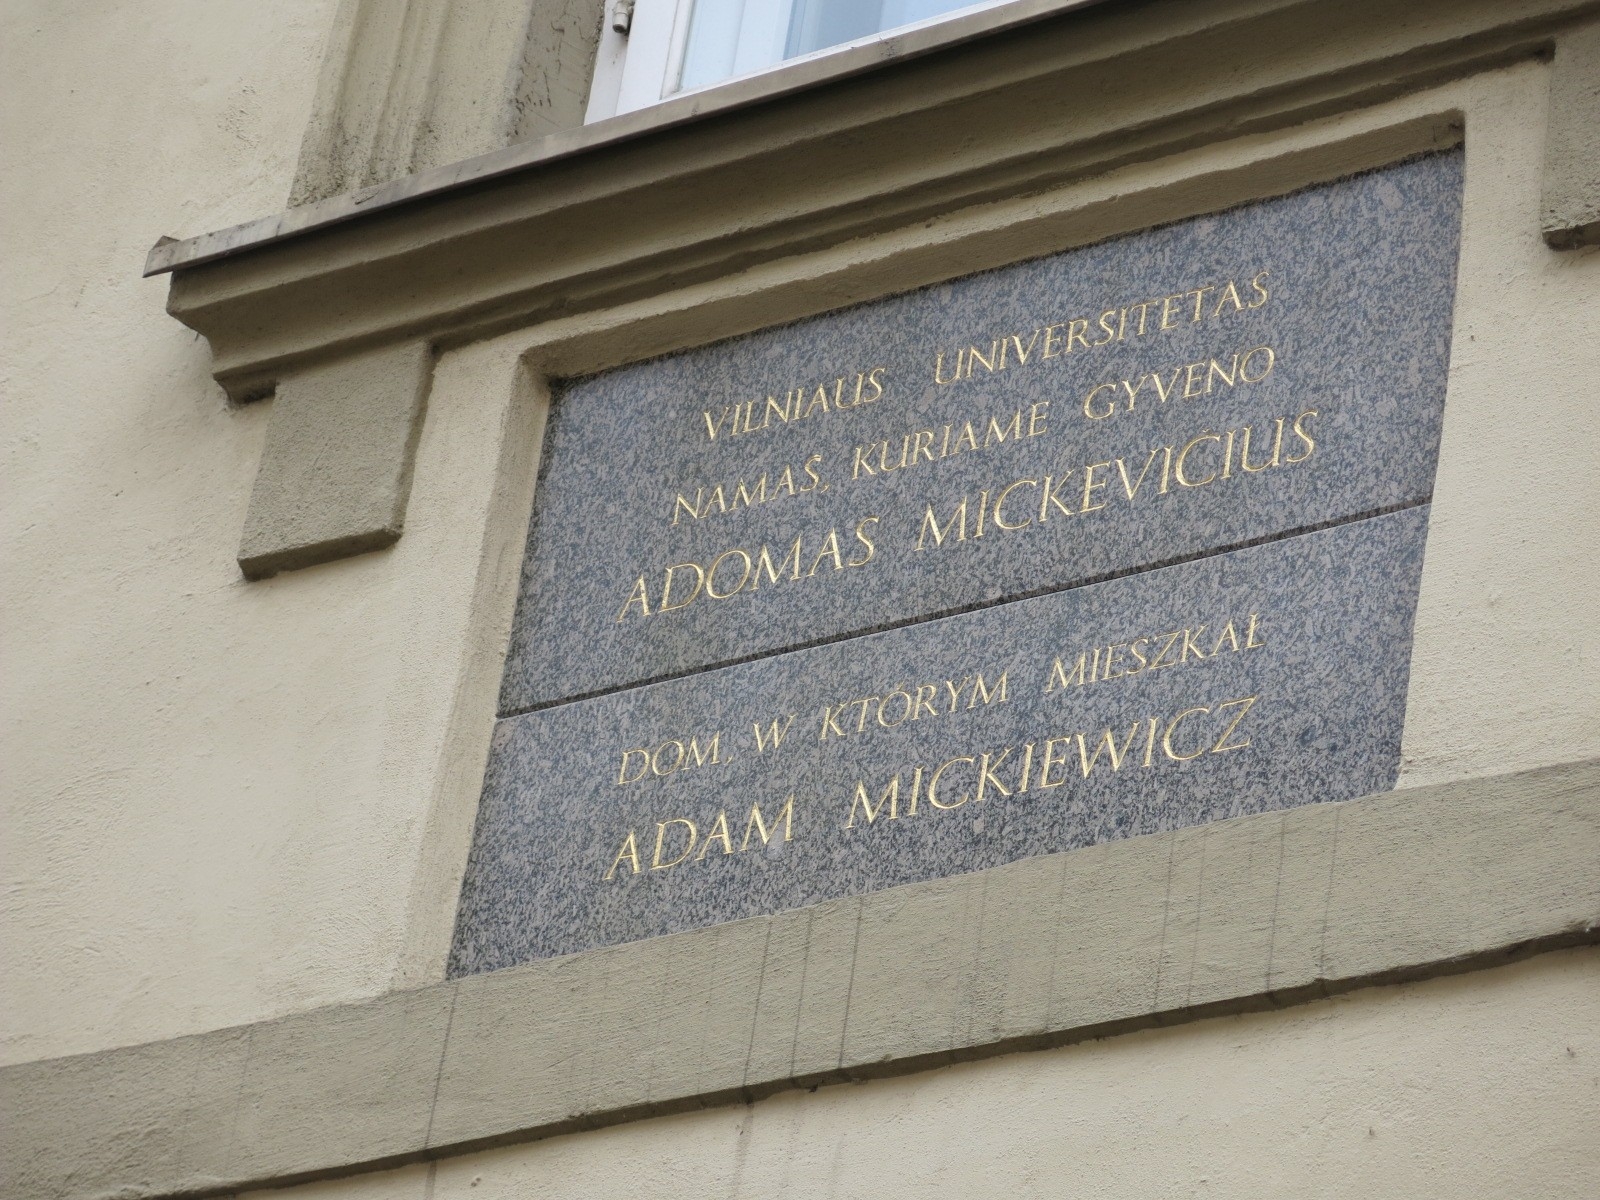 VILNIAUS UNIVERSITETAS
NAMAS, KURIAME GYVENO
ADOMAS MICKEVIČIUS
DOM, W KTÓRYM MIESZKAŁ
ADAM MICKIEWICZ